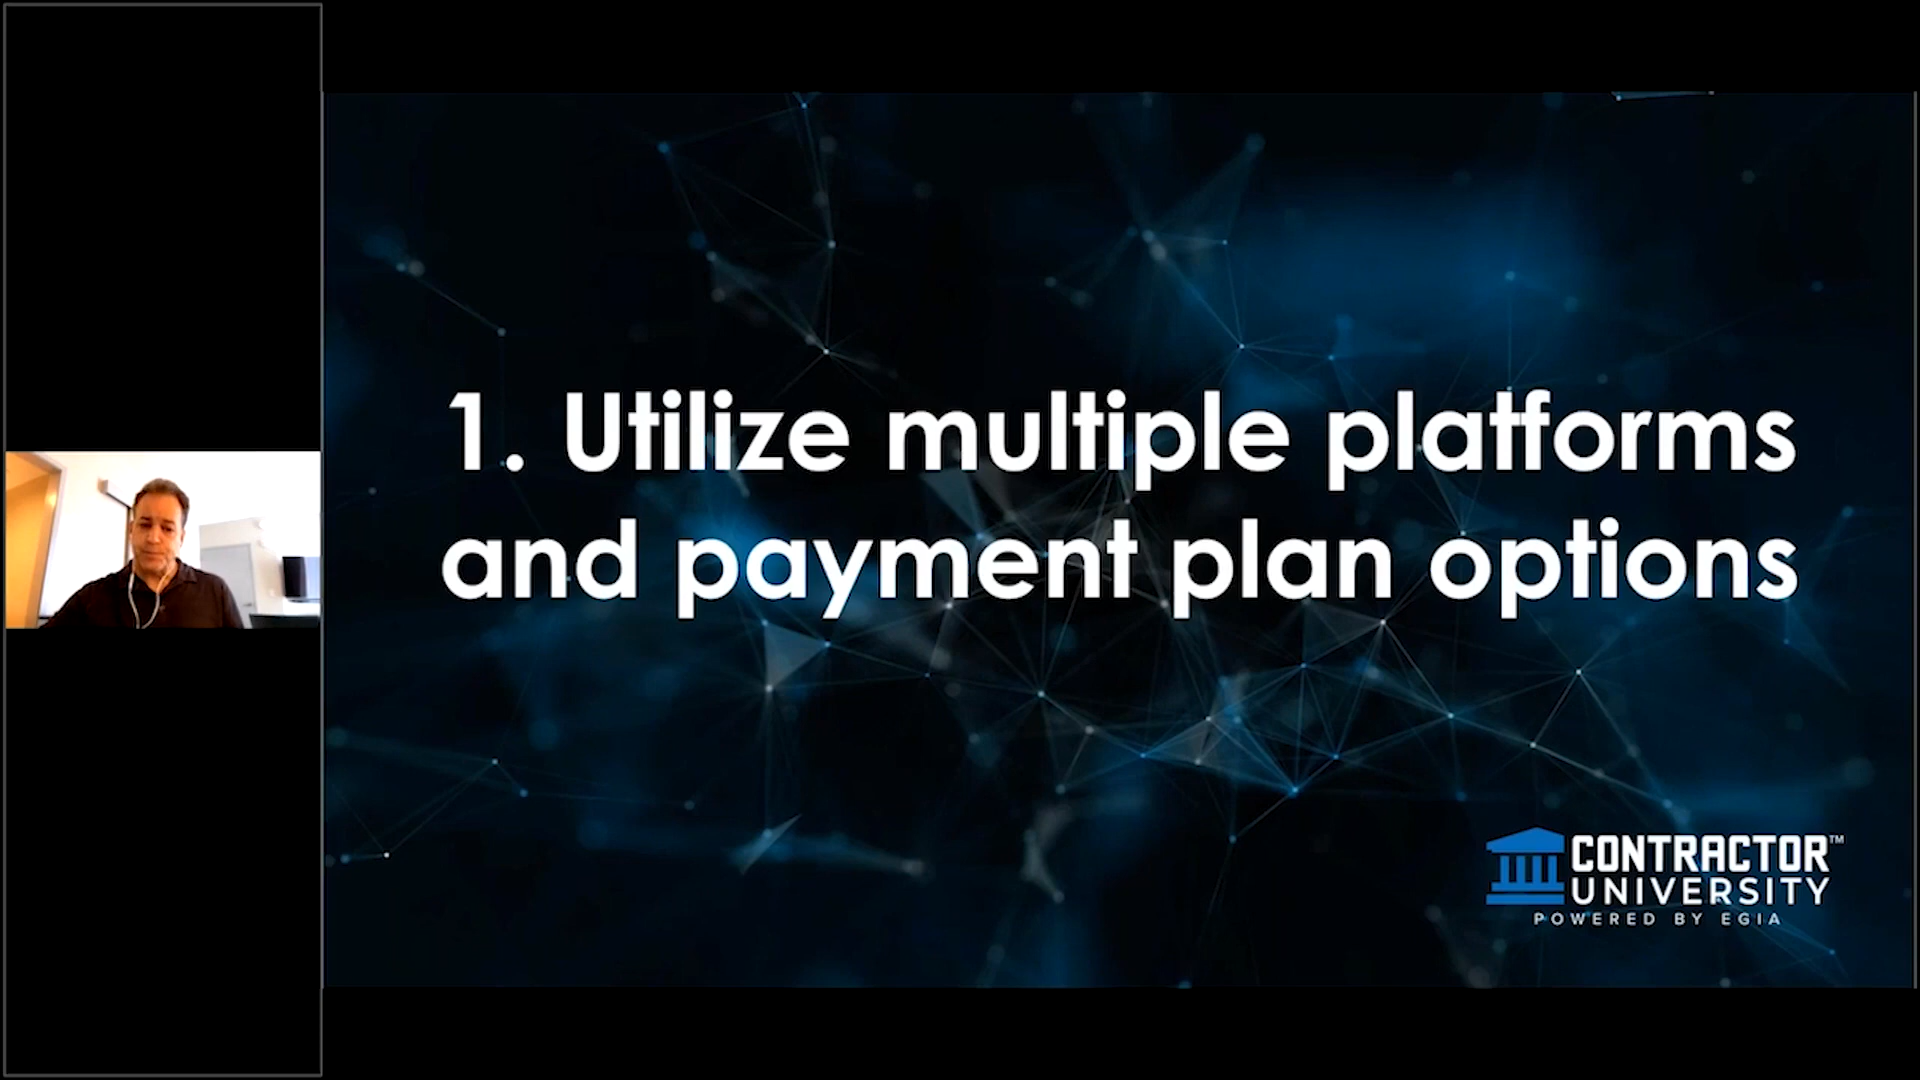 1. Utilize multiple platforms
and payment plan options
CONTRACTOR™
UNIVERSITY
POWERED BY EGIA